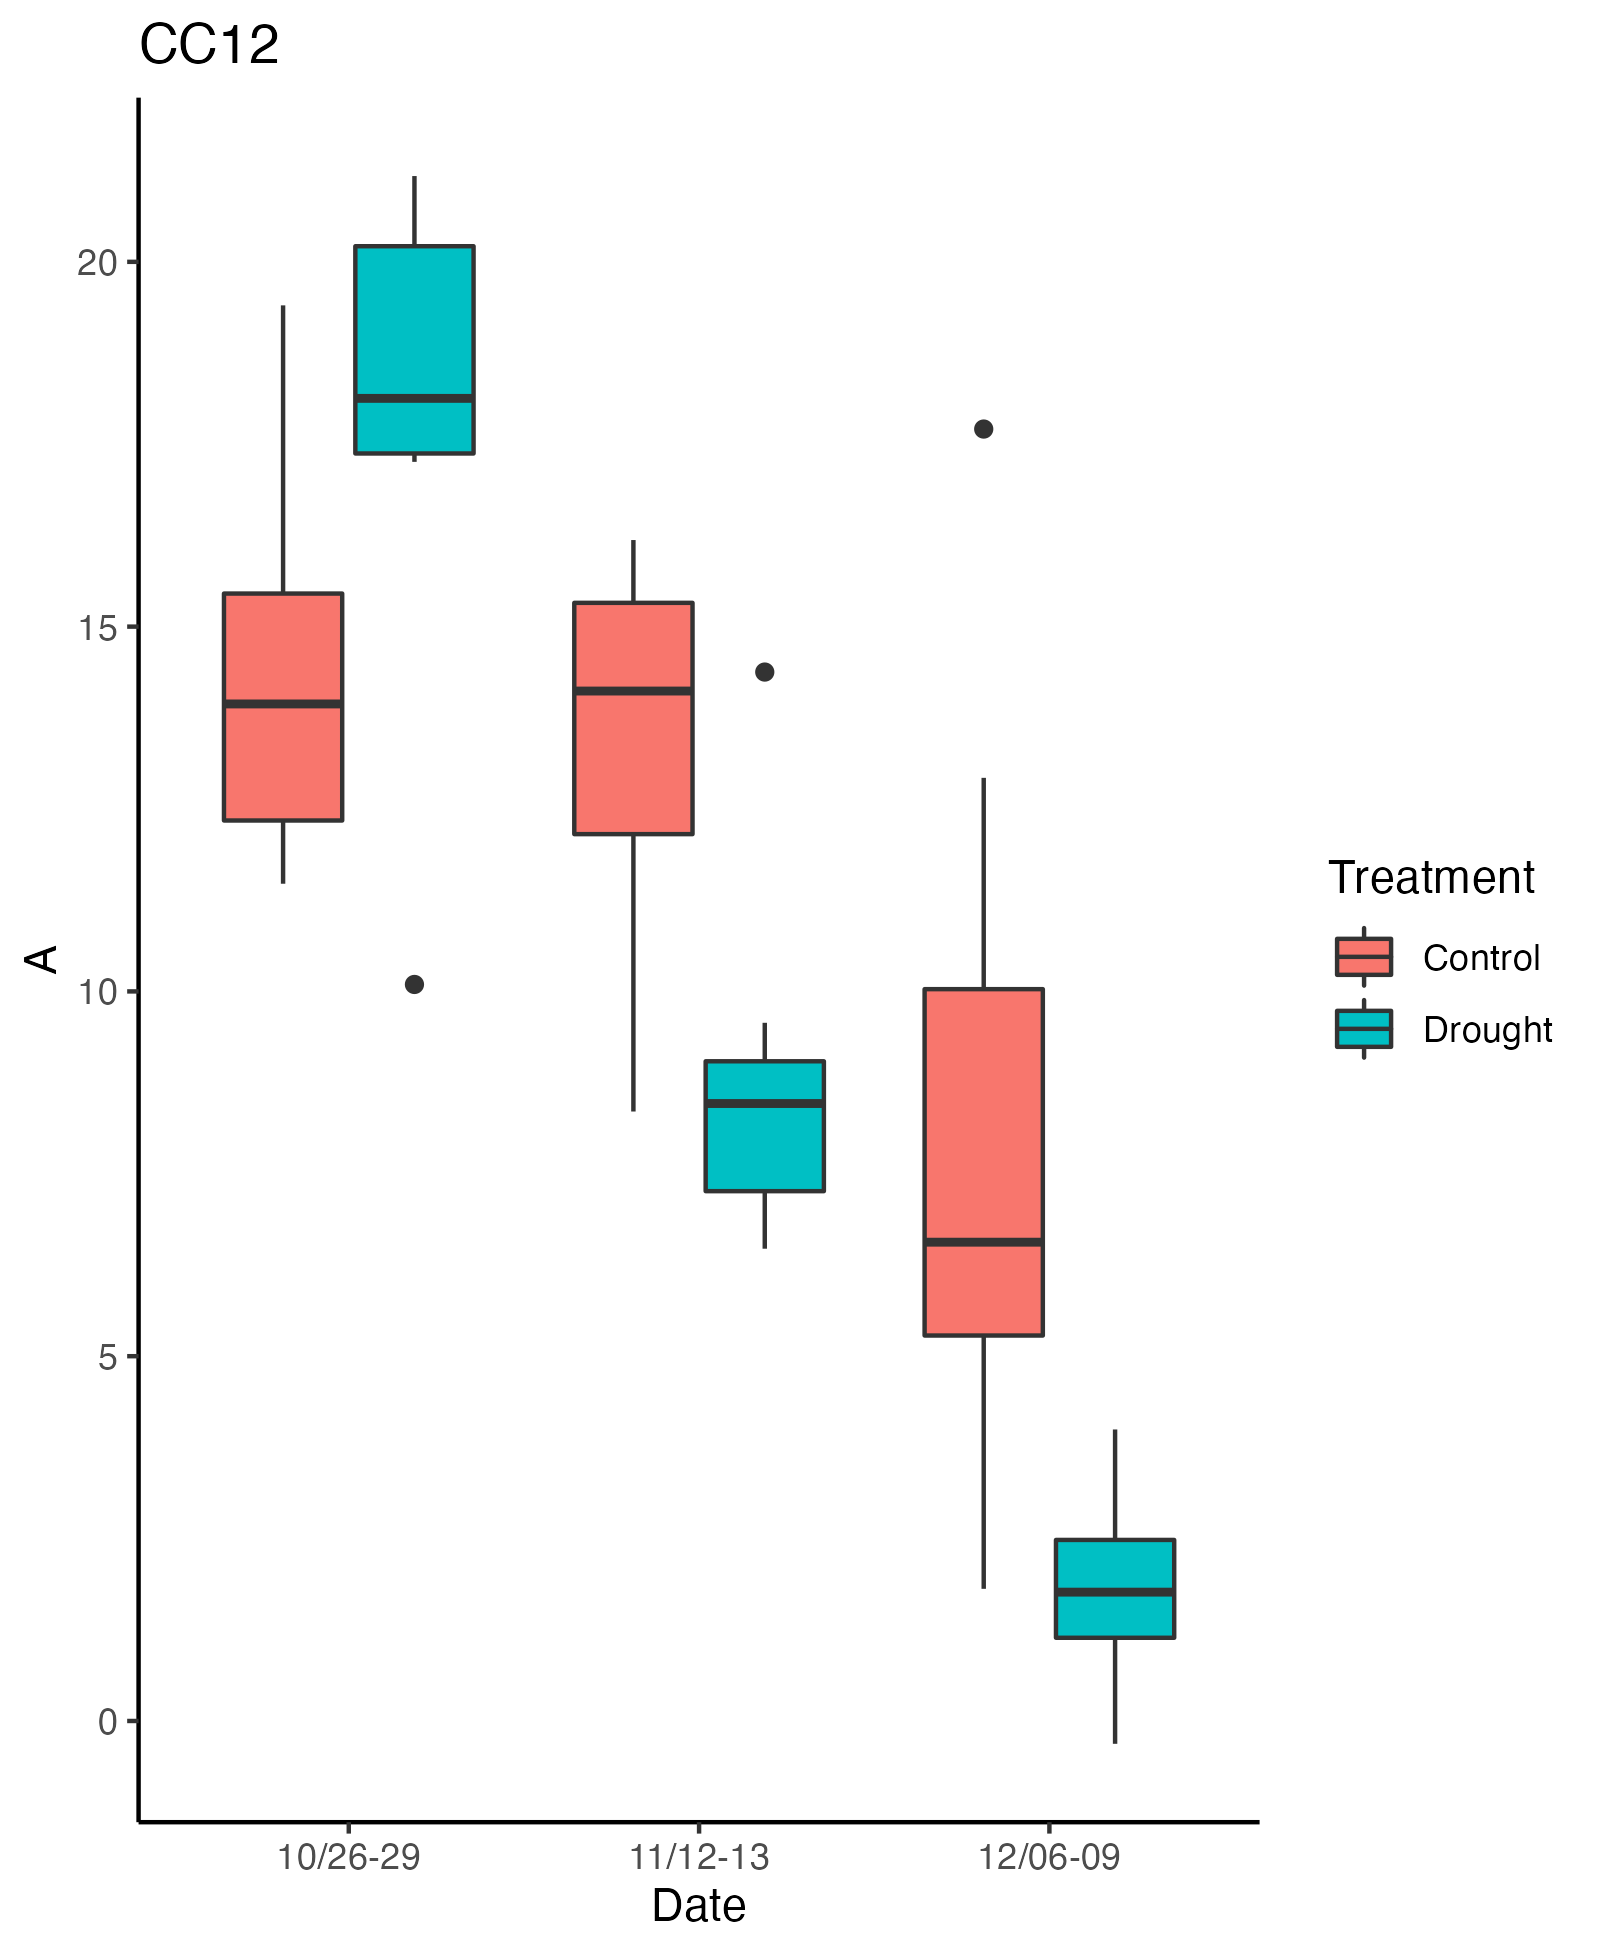 CC12
A
20
15
10
5
0
10/26-29
11/12-13
12/06-09
Date
Treatment
Control
Drought